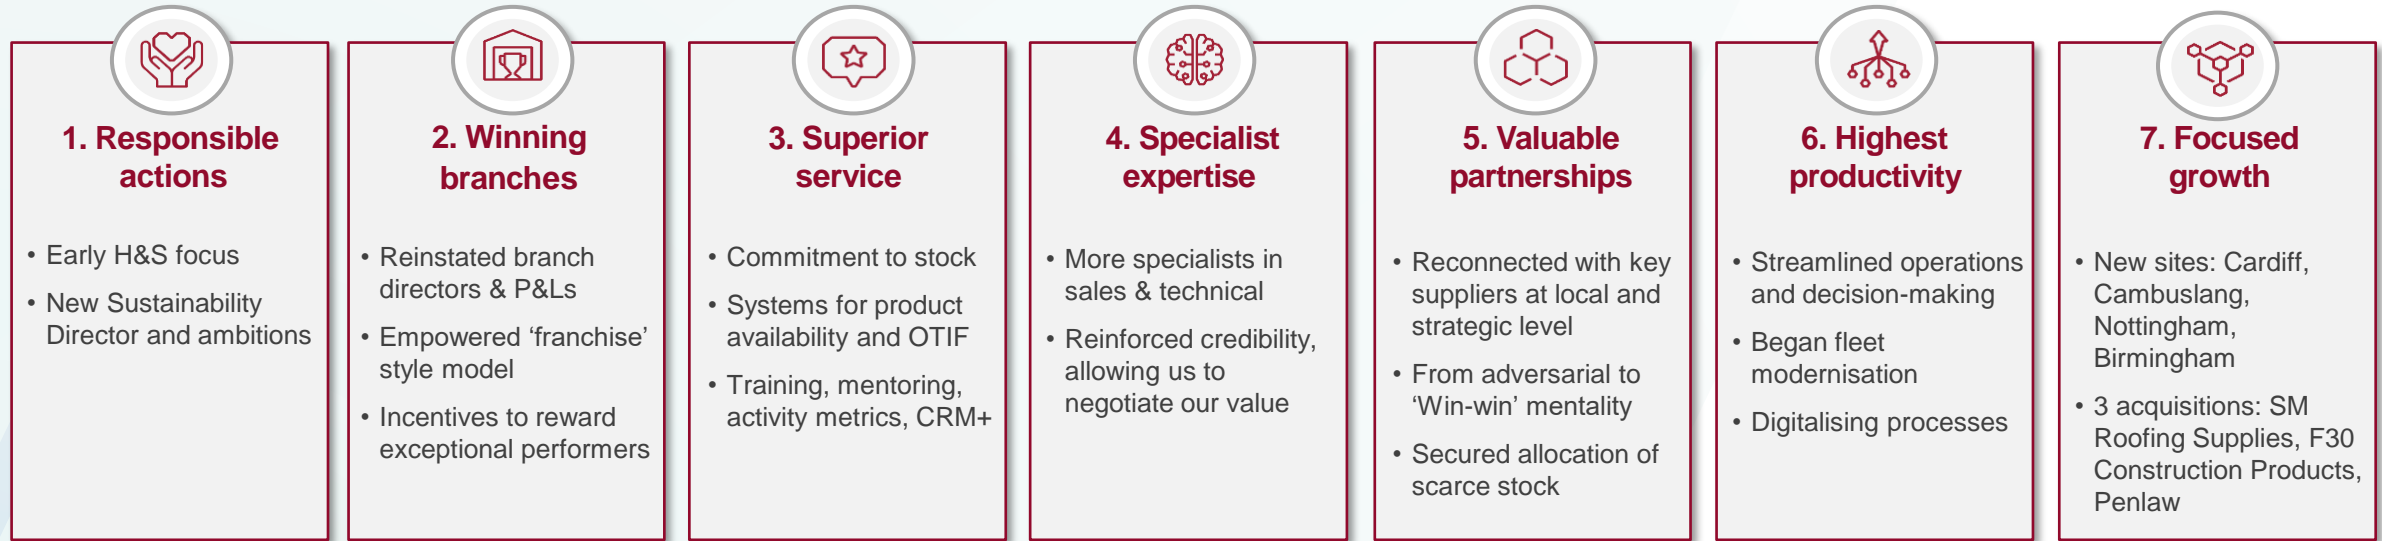 1. Responsible
actions
• Early H&S focus
• New Sustainability
Director and ambitions
2. Winning
branches
• Reinstated branch
directors & P&Ls
• Empowered ‘franchise’
style model
• Incentives to reward
exceptional performers
3. Superior
service
• Commitment to stock
• Systems for product
availability and OTIF
• Training, mentoring,
activity metrics, CRM+
4. Specialist
expertise
• More specialists in
sales & technical
• Reinforced credibility,
allowing us to
negotiate our value
5. Valuable
partnerships
• Reconnected with key
suppliers at local and
strategic level
• From adversarial to
‘Win-win’ mentality
• Secured allocation of
scarce stock
6. Highest
productivity
• Streamlined operations
and decision-making
• Began fleet
modernisation
• Digitalising processes
7. Focused
growth
• New sites: Cardiff,
Cambuslang,
Nottingham,
Birmingham
• 3 acquisitions: SM
Roofing Supplies, F30
Construction Products,
Penlaw